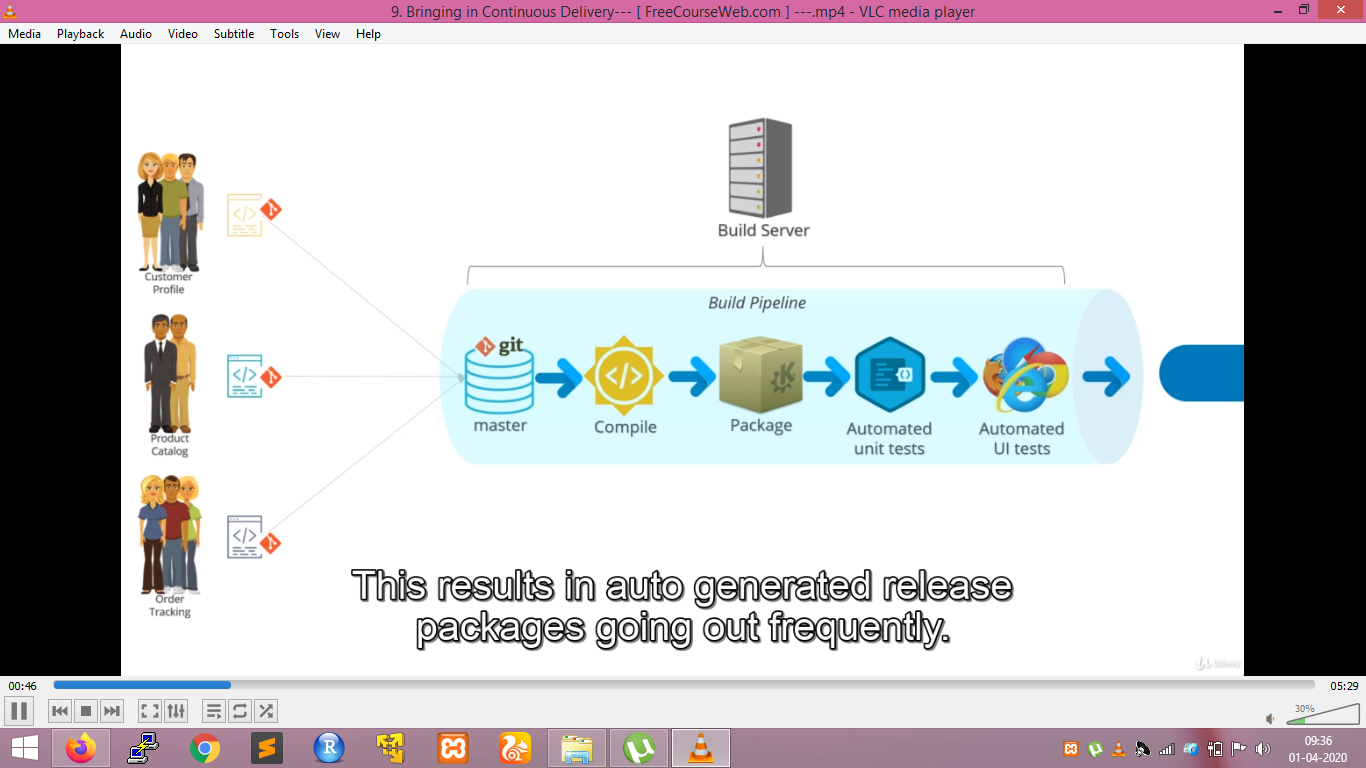 9. Bringing in Continuous Delivery--- [ FreeCourseWeb.com ] ---.mp4 - VLC media player
Media Playback Audio Video Subtitle Tools View Help
Build Server
Build Pipeline
Customer
Profile
Product
Catalog
Order
Tracking
git
master
Compile
Package
Automated
unit tests
Automated
UI tests
This results in auto generated release
packages going out frequently.
Udemy
00:46
05:29
30%
09:36
01-04-2020